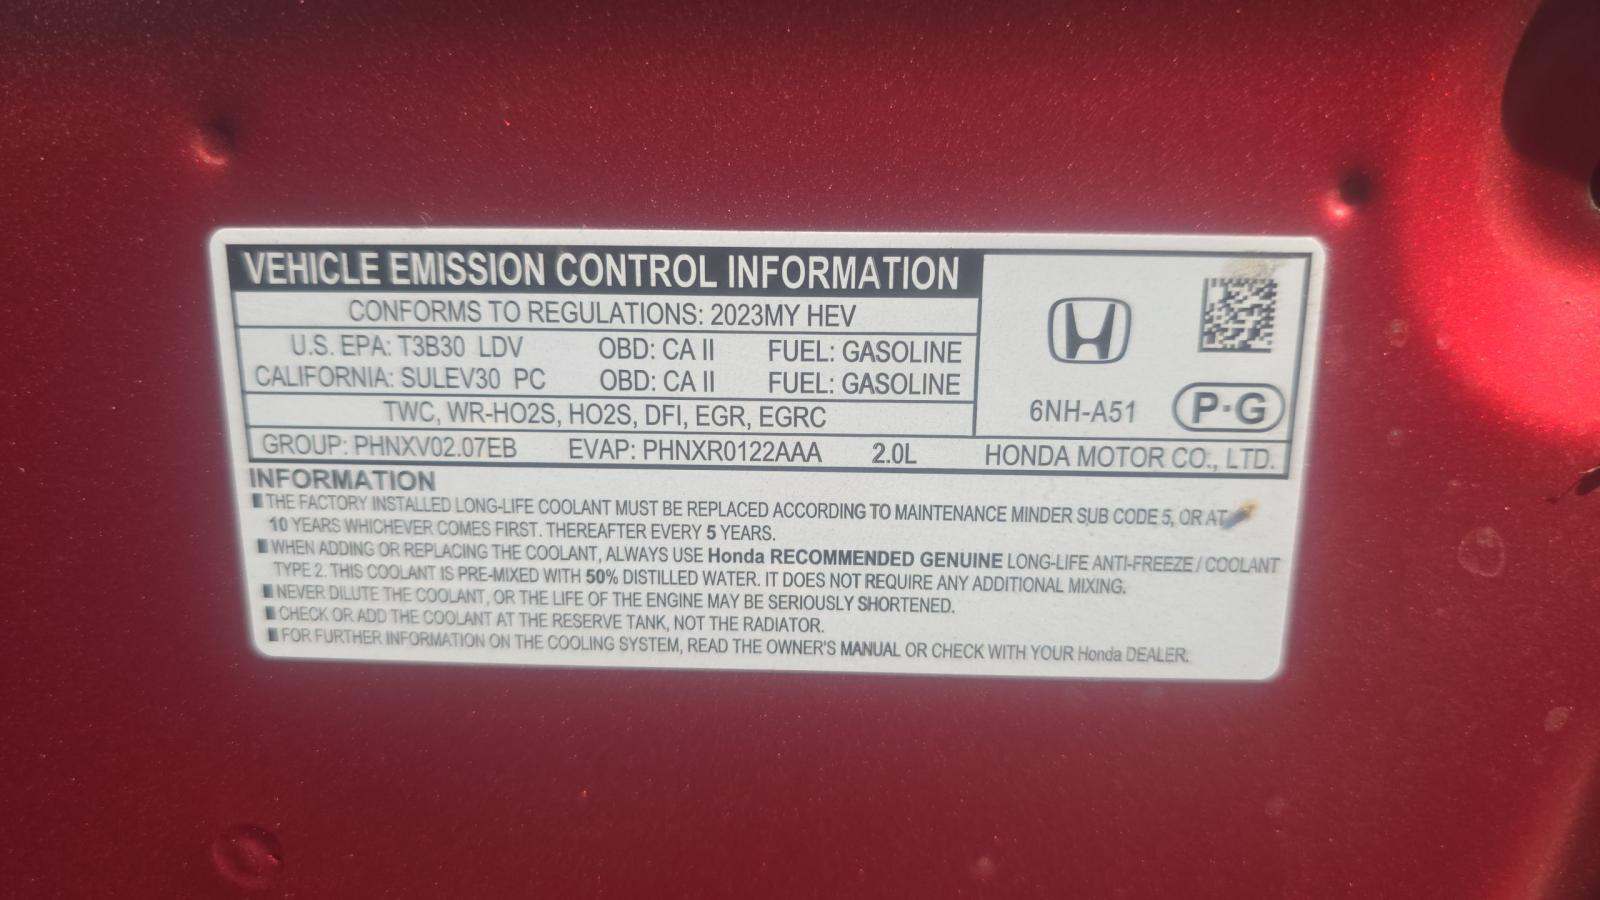 VEHICLE EMISSION CONTROL INFORMATION
CONFORMS TO REGULATIONS: 2023MY HEV
U.S. EPA: T3B30 LDV OBD: CA II FUEL: GASOLINE
CALIFORNIA: SULEV30 PC OBD: CA II FUEL: GASOLINE
TWC, WR-HO2S, HO2S, DFI, EGR, EGRC
6NH-A51 P·G
GROUP: PHNXV02.07EB EVAP: PHNXR0122AAA 2.0L HONDA MOTOR CO., LTD.
INFORMATION
THE FACTORY INSTALLED LONG-LIFE COOLANT MUST BE REPLACED ACCORDING TO MAINTENANCE MINDER SUB CODE 5, OR AT
10 YEARS WHICHEVER COMES FIRST. THEREAFTER EVERY 5 YEARS.
WHEN ADDING OR REPLACING THE COOLANT, ALWAYS USE Honda RECOMMENDED GENUINE LONG-LIFE ANTI-FREEZE / COOLANT
TYPE 2. THIS COOLANT IS PRE-MIXED WITH 50% DISTILLED WATER. IT DOES NOT REQUIRE ANY ADDITIONAL MIXING.
NEVER DILUTE THE COOLANT, OR THE LIFE OF THE ENGINE MAY BE SERIOUSLY SHORTENED.
CHECK OR ADD THE COOLANT AT THE RESERVE TANK, NOT THE RADIATOR.
FOR FURTHER INFORMATION ON THE COOLING SYSTEM, READ THE OWNER'S MANUAL OR CHECK WITH YOUR Honda DEALER.